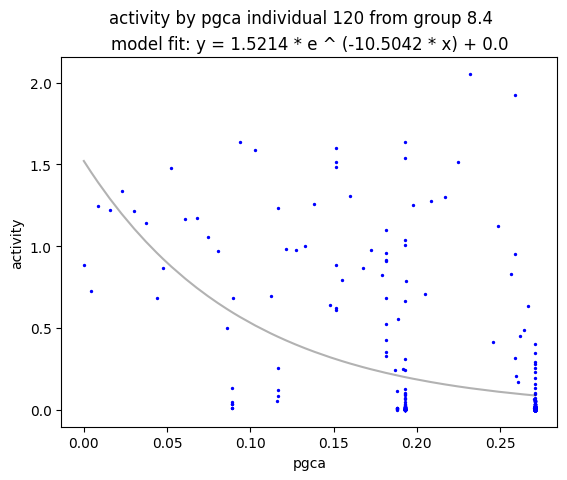 activity by pgca individual 120 from group 8.4
model fit: y = 1.5214 * e ^ (-10.5042 * x) + 0.0
2.0
1.5
1.0
0.5
0.0
activity
0.00 0.05 0.10 0.15 0.20 0.25
pgca